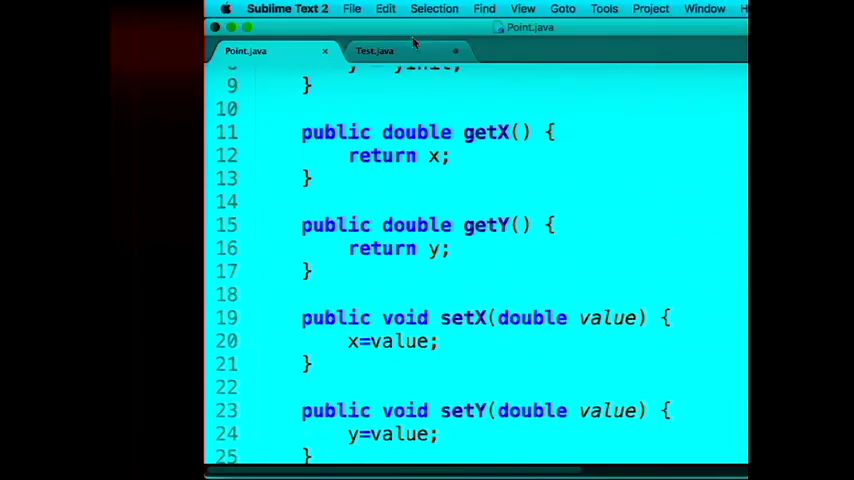 Sublime Text 2 File Edit Selection Find View Goto Tools Project Window H
Point.java
Point.java × Test.java
8 y = yInit;
9 }
10
11 public double getX() {
12 return x;
13 }
14
15 public double getY() {
16 return y;
17 }
18
19 public void setX(double value) {
20 x=value;
21 }
22
23 public void setY(double value) {
24 y=value;
25 }